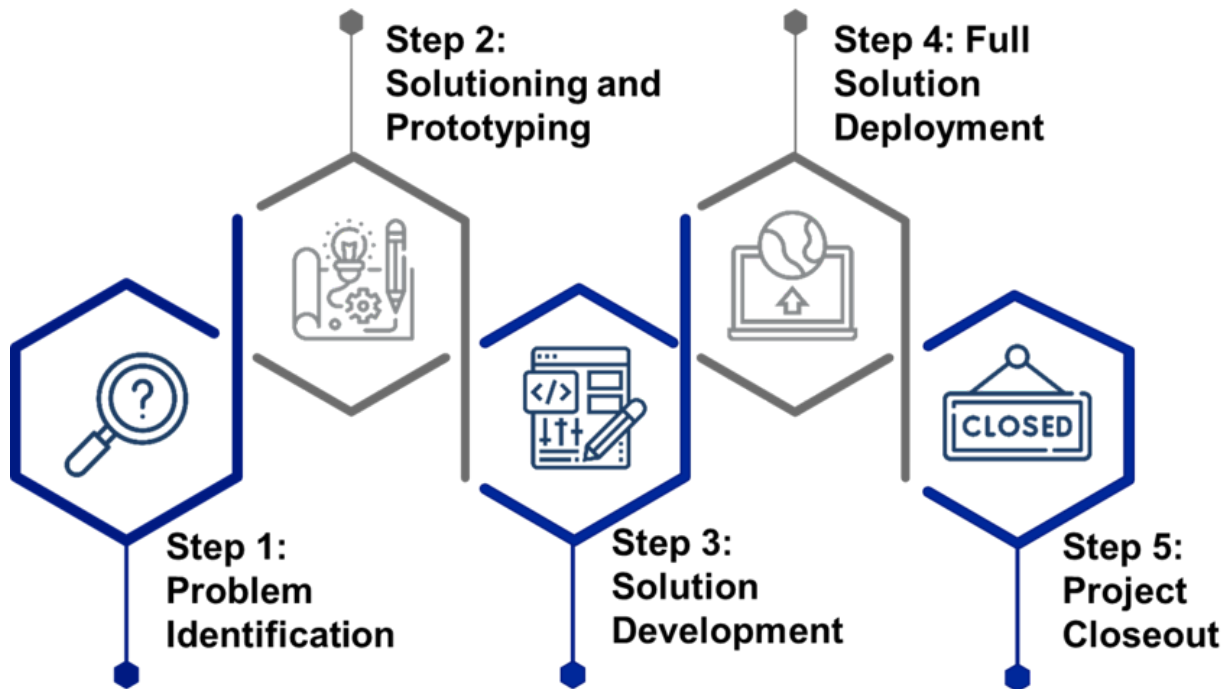 Step 1:
Problem
Identification
Step 2:
Solutioning and
Prototyping
?
</>
Step 3:
Solution
Development
Step 4: Full
Solution
Deployment
CLOSED
Step 5:
Project
Closeout